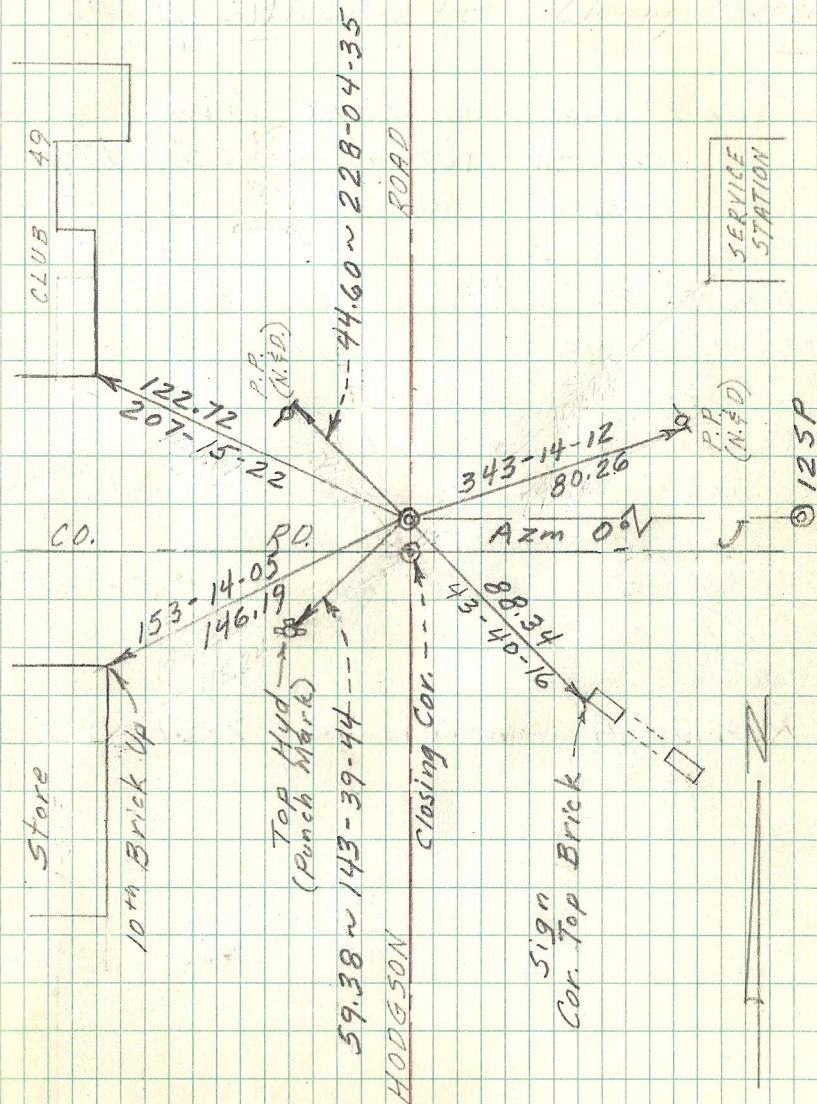 CLUB 49
44.60 ~ 228-04-35
ROAD
SERVICE
STATION
P.P.
(N.&D.)
122.72
207-15-22
343-14-12
80.26
P.P.
(N&D)
CO. RD.
Azm 0°
J
125P
153-14-05
146.19
88.34
43-40-16
Store
10th Brick Up
Top Hyd
(Punch Mark)
59.38 ~ 143-39-44
HODGSON
Closing Cor.
Sign
Cor. Top Brick
N